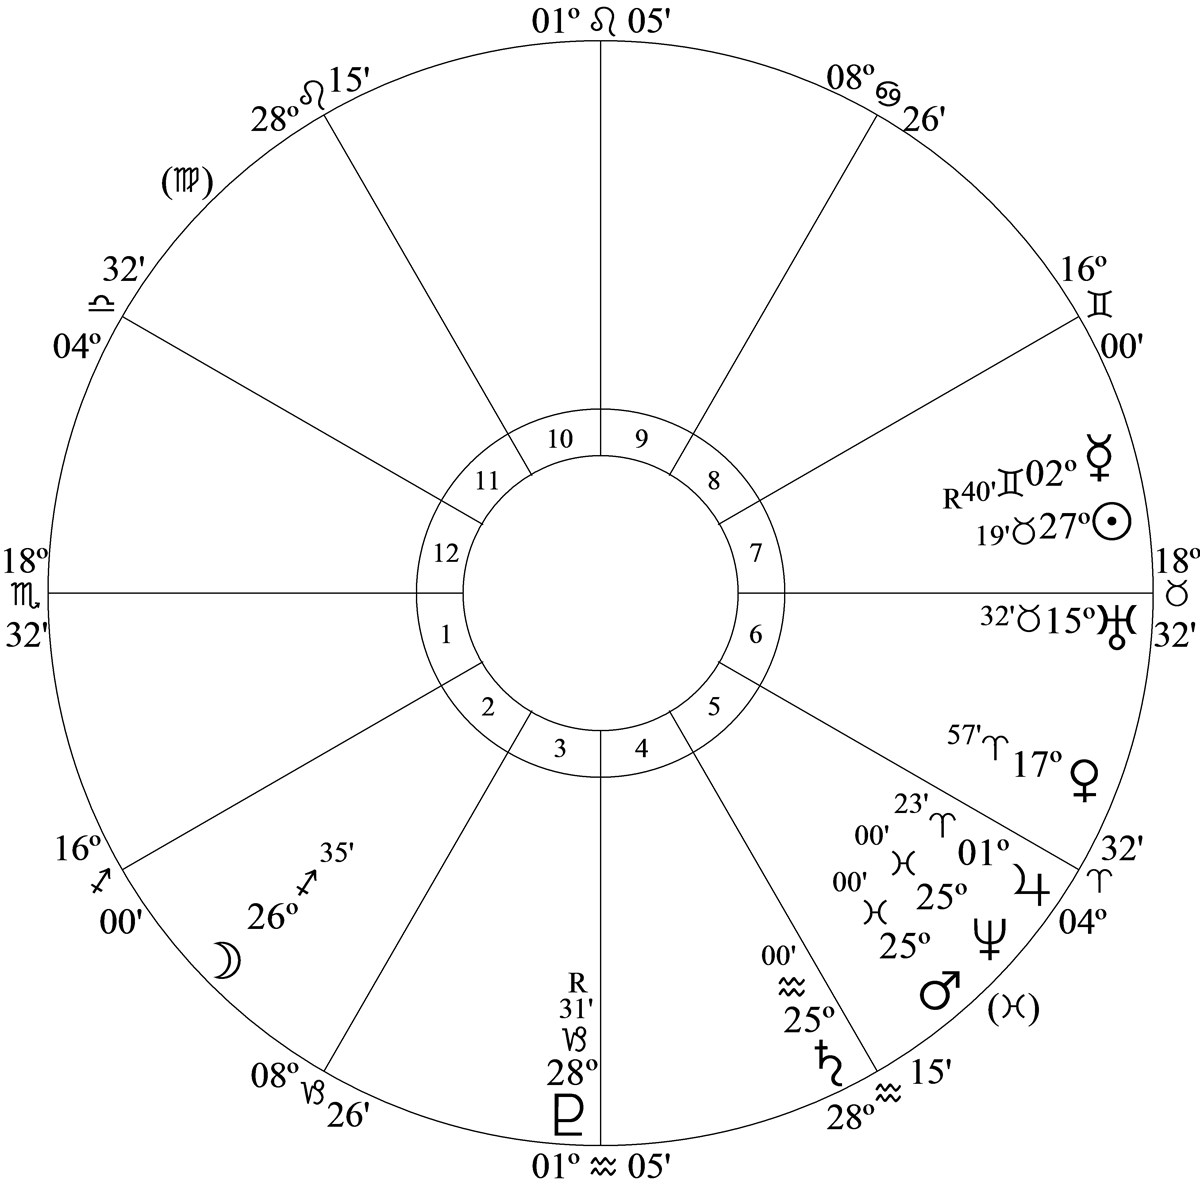 01º ♌ 05'
08º ♋ 26'
28º ♌ 15'
(♍)
32' ♎ 04º
16º ♊ 00'
10
9
11
8
12
7
1
6
2
5
3
4
R 40' ♊ 02º ☿
19' ♉ 27º ☉
18º ♏ 32'
18º ♉ 32'
32' ♉ 15º ♅
57' ♈ 17º ♀
23' ♈ 01º ♃
00' ♓ 25º ♆
00' ♓ 25º ♂
32' ♈ 04º
16º ♐ 00'
35' ♐ 26º ☽
00' ♒ 25º ♄
R 31' ♑ 28º ♇
(♓)
08º ♑ 26'
28º ♒ 15'
01º ♒ 05'